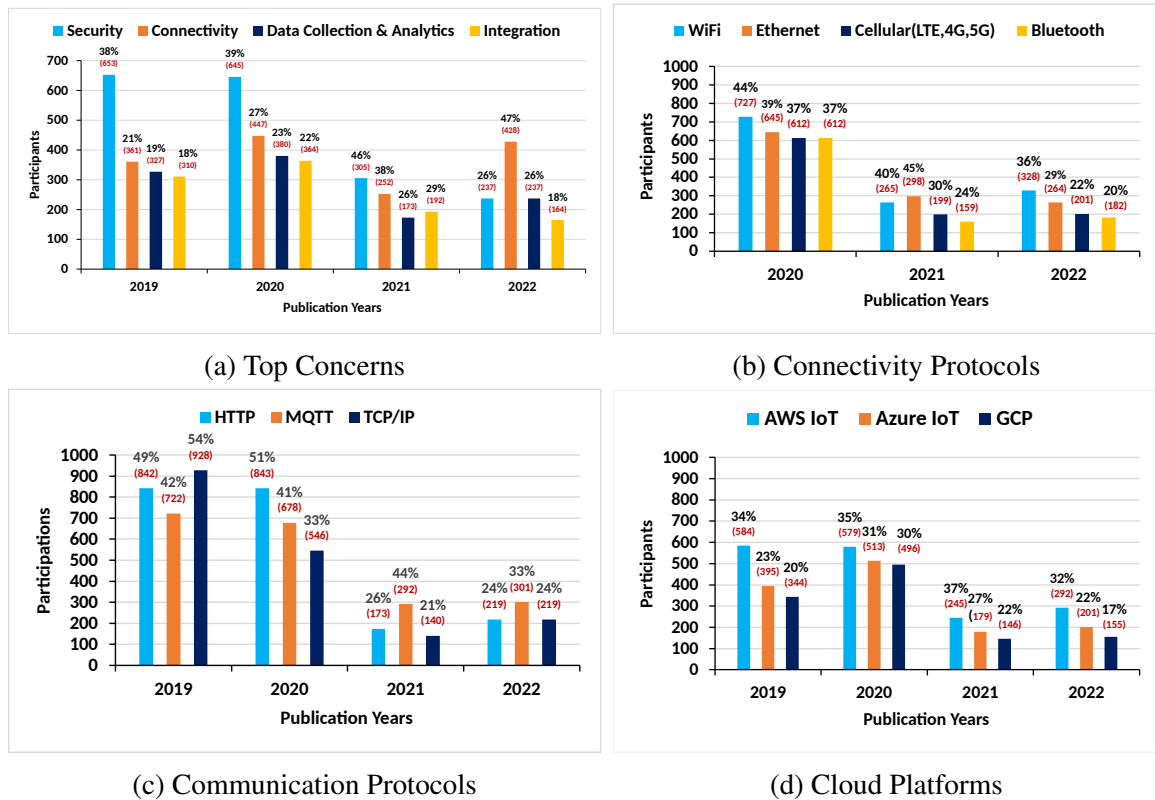 Security Connectivity Data Collection & Analytics Integration
38% 39%
(653) (645)
21% 19% 18% 27% 23% 22% 46% 38% 26% 29% 26% 47% 26% 18%
(361) (327) (310) (447) (380) (364) (305) (252) (173) (192) (237) (428) (237) (164)
700
600
500
400
300
200
100
0
Participants
2019 2020 2021 2022
Publication Years
(a) Top Concerns
WiFi Ethernet Cellular(LTE,4G,5G) Bluetooth
44% 39% 37% 37% 40% 45% 30% 24% 36% 29% 22% 20%
(727) (645) (612) (612) (265) (298) (199) (159) (328) (264) (201) (182)
1000
900
800
700
600
500
400
300
200
100
0
Participants
2020 2021 2022
Publication Years
(b) Connectivity Protocols
HTTP MQTT TCP/IP
49% 42% 54% 51% 41% 33% 26% 44% 21% 24% 33% 24%
(842) (722) (928) (843) (678) (546) (173) (292) (140) (219) (301) (219)
1000
900
800
700
600
500
400
300
200
100
0
Participations
2019 2020 2021 2022
Publication Years
(c) Communication Protocols
AWS IoT Azure IoT GCP
34% 23% 20% 35% 31% 30% 37% 27% 22% 32% 22% 17%
(584) (395) (344) (579) (513) (496) (245) (179) (146) (292) (201) (155)
1000
900
800
700
600
500
400
300
200
100
0
Participants
2019 2020 2021 2022
Publication Years
(d) Cloud Platforms